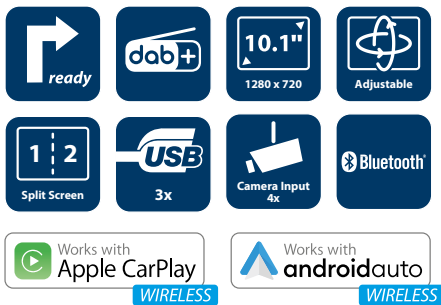 ready
dab+
10.1"
1280 x 720
Adjustable
1 2
Split Screen
USB
3x
Camera Input
4x
Bluetooth®
Works with
Apple CarPlay
WIRELESS
Works with
androidauto
WIRELESS